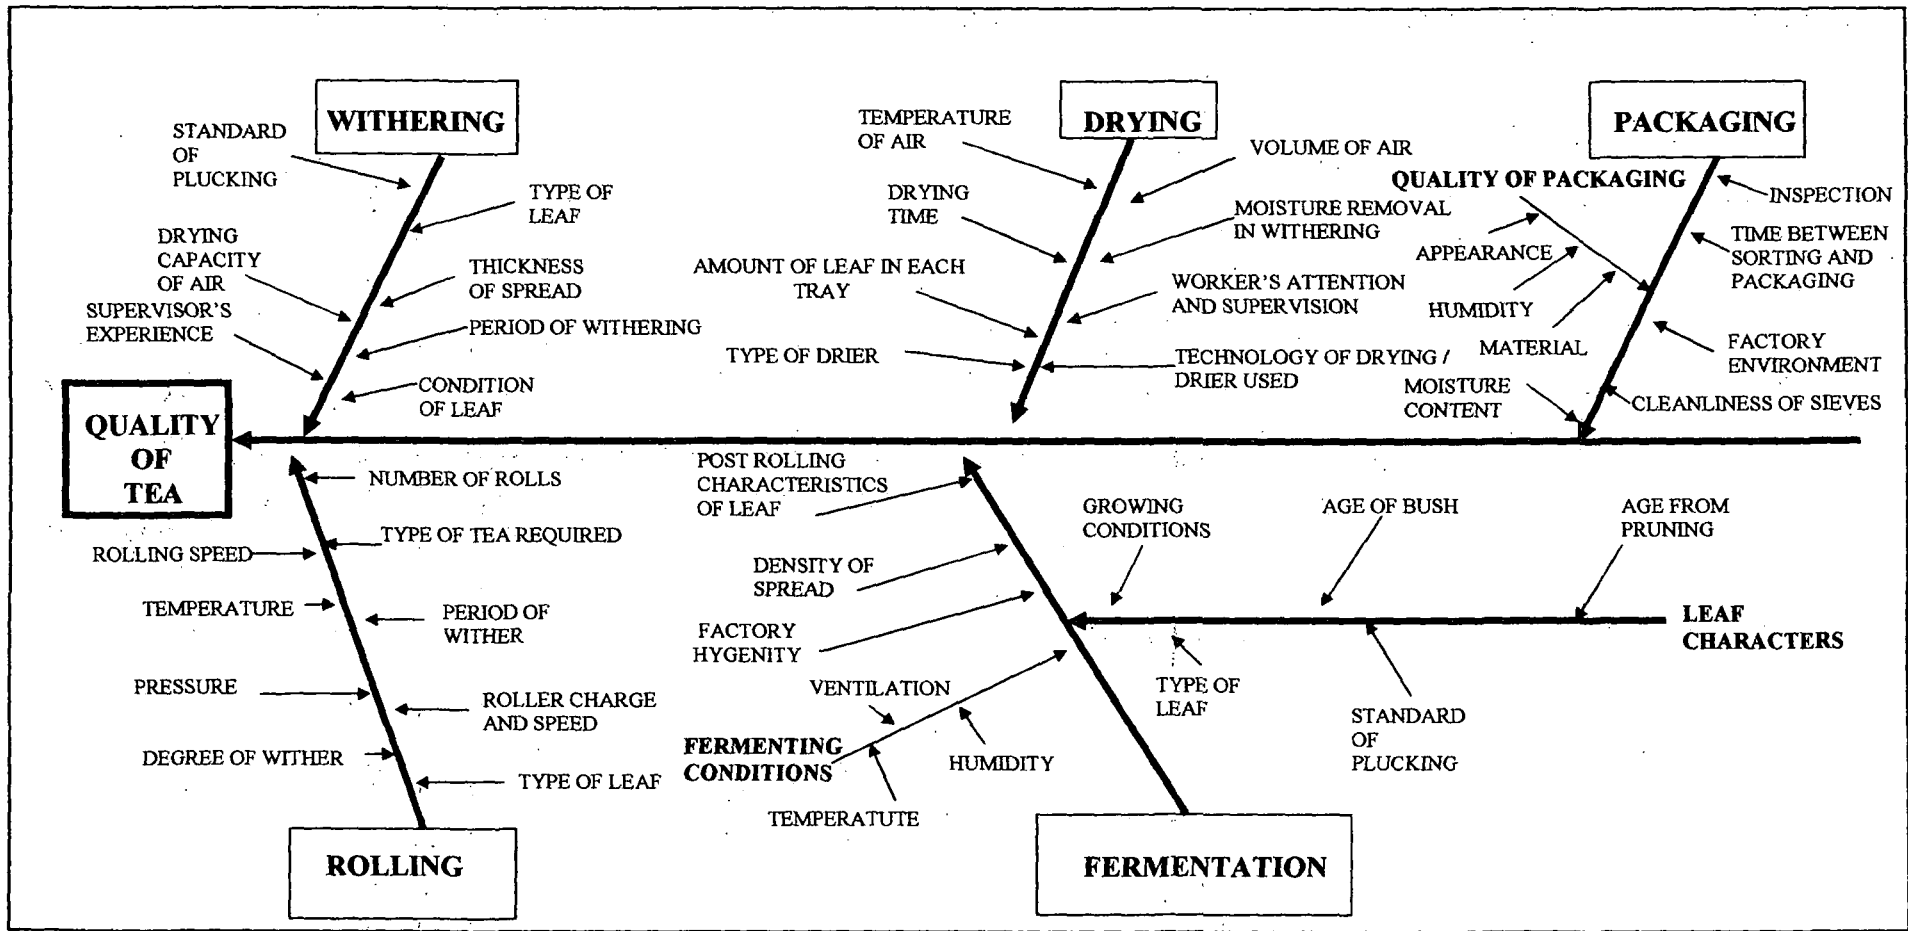 WITHERING
STANDARD
OF
PLUCKING
TYPE OF
LEAF
DRYING
CAPACITY
OF AIR
THICKNESS
OF SPREAD
SUPERVISOR'S
EXPERIENCE
PERIOD OF WITHERING
CONDITION
OF LEAF
DRYING
TEMPERATURE
OF AIR
VOLUME OF AIR
DRYING
TIME
MOISTURE REMOVAL
IN WITHERING
AMOUNT OF LEAF IN EACH
TRAY
WORKER'S ATTENTION
AND SUPERVISION
TYPE OF DRIER
TECHNOLOGY OF DRYING /
DRIER USED
PACKAGING
QUALITY OF PACKAGING
INSPECTION
APPEARANCE
TIME BETWEEN
SORTING AND
PACKAGING
HUMIDITY
MATERIAL
FACTORY
ENVIRONMENT
MOISTURE
CONTENT
CLEANLINESS OF SIEVES
QUALITY
OF
TEA
NUMBER OF ROLLS
TYPE OF TEA REQUIRED
ROLLING SPEED
TEMPERATURE
PERIOD OF
WITHER
PRESSURE
ROLLER CHARGE
AND SPEED
DEGREE OF WITHER
TYPE OF LEAF
ROLLING
POST ROLLING
CHARACTERISTICS
OF LEAF
DENSITY OF
SPREAD
FACTORY
HYGENITY
VENTILATION
FERMENTING
CONDITIONS
HUMIDITY
TEMPERATUTE
GROWING
CONDITIONS
AGE OF BUSH
AGE FROM
PRUNING
LEAF
CHARACTERS
TYPE OF
LEAF
STANDARD
OF
PLUCKING
FERMENTATION